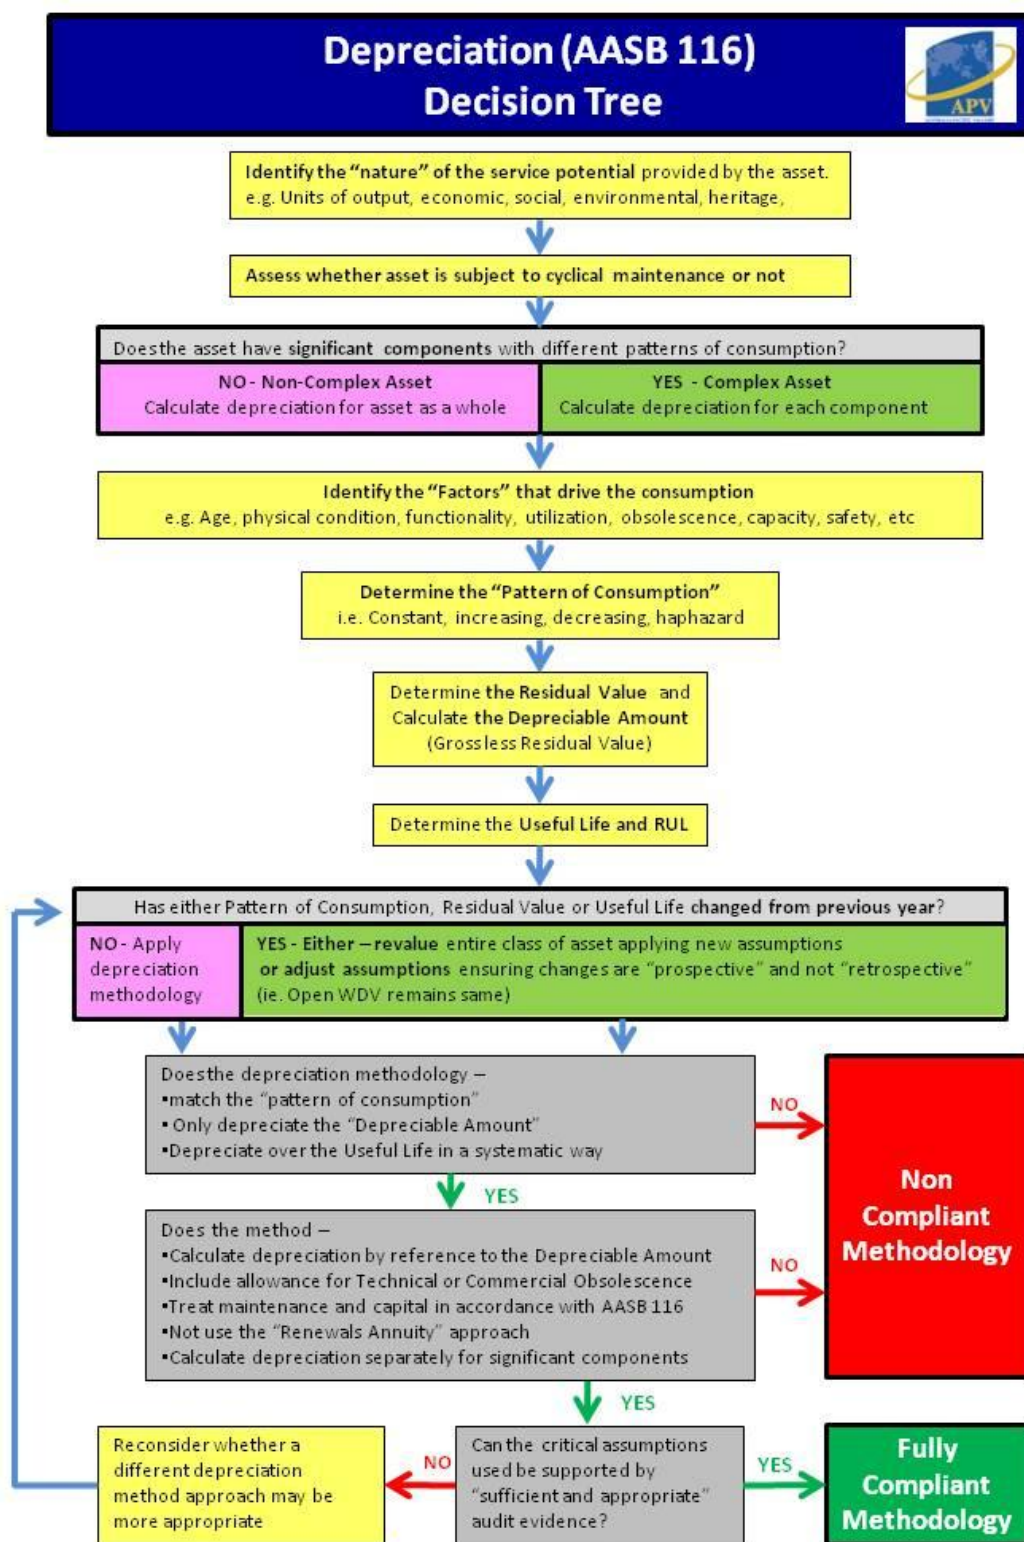 Depreciation (AASB 116)
Decision Tree
APV
Identify the “nature” of the service potential provided by the asset.
e.g. Units of output, economic, social, environmental, heritage,
Assess whether asset is subject to cyclical maintenance or not
Does the asset have significant components with different patterns of consumption?
NO - Non-Complex Asset
Calculate depreciation for asset as a whole
YES - Complex Asset
Calculate depreciation for each component
Identify the “Factors” that drive the consumption
e.g. Age, physical condition, functionality, utilization, obsolescence, capacity, safety, etc
Determine the “Pattern of Consumption”
i.e. Constant, increasing, decreasing, haphazard
Determine the Residual Value and
Calculate the Depreciable Amount
(Gross less Residual Value)
Determine the Useful Life and RUL
Has either Pattern of Consumption, Residual Value or Useful Life changed from previous year?
NO - Apply
depreciation
methodology
YES - Either – revalue entire class of asset applying new assumptions
or adjust assumptions ensuring changes are “prospective” and not “retrospective”
(ie. Open WDV remains same)
Does the depreciation methodology –
▪match the “pattern of consumption”
▪ Only depreciate the “Depreciable Amount”
▪Depreciate over the Useful Life in a systematic way
NO
YES
Does the method –
▪Calculate depreciation by reference to the Depreciable Amount
▪Include allowance for Technical or Commercial Obsolescence
▪Treat maintenance and capital in accordance with AASB 116
▪Not use the “Renewals Annuity” approach
▪Calculate depreciation separately for significant components
NO
Non
Compliant
Methodology
YES
Reconsider whether a
different depreciation
method approach may be
more appropriate
NO
Can the critical assumptions
used be supported by
“sufficient and appropriate”
audit evidence?
YES
Fully
Compliant
Methodology